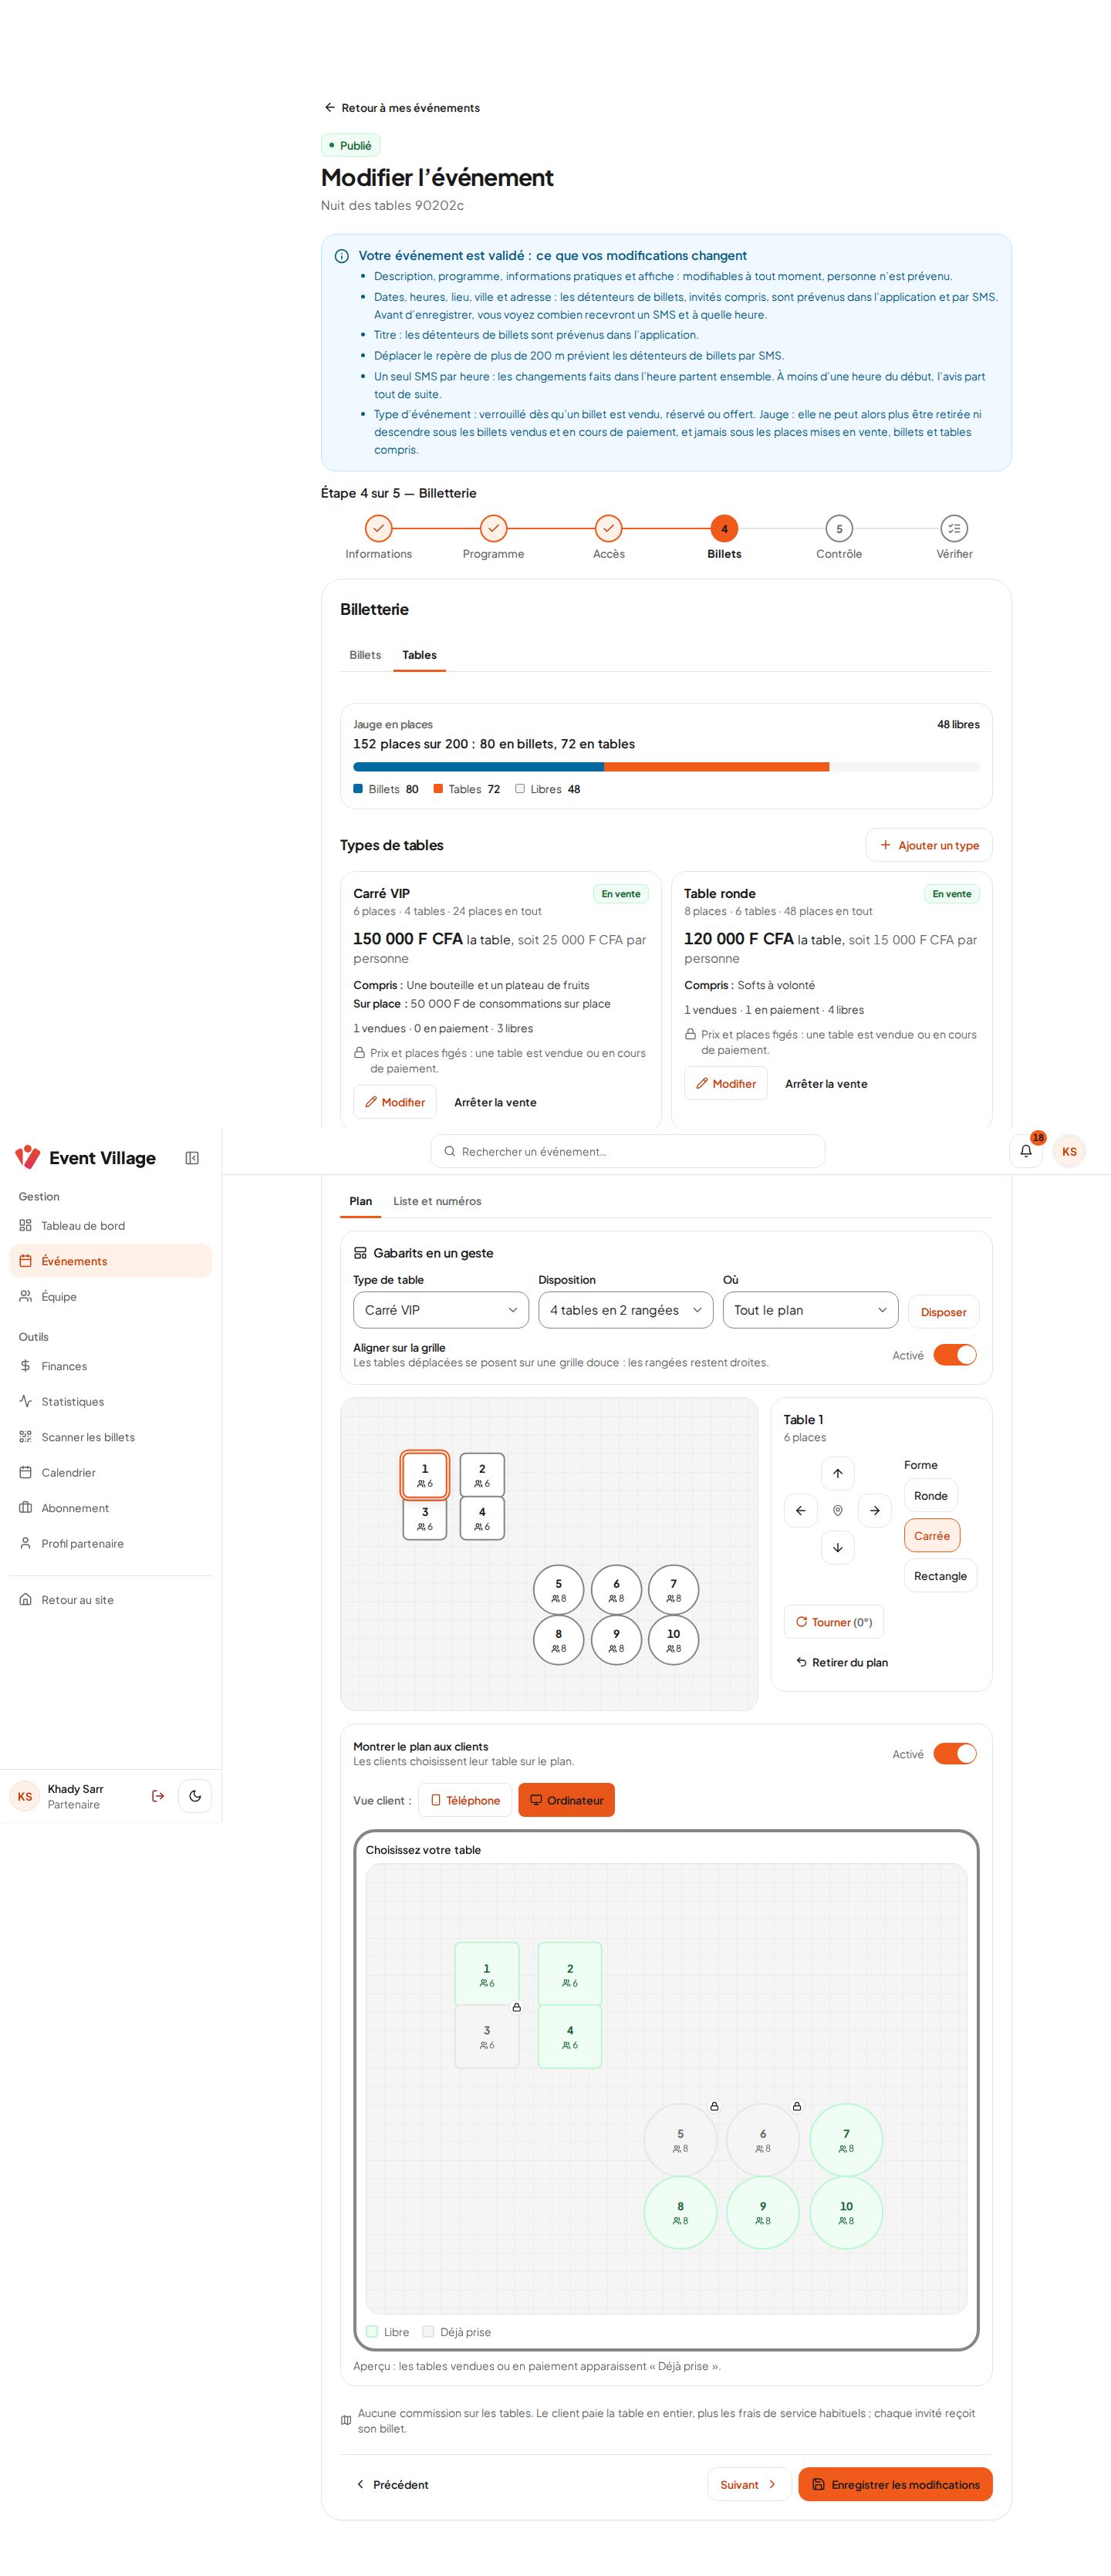 Retour à mes événements
Publié
Modifier l’événement
Nuit des tables 90202c
Votre événement est validé : ce que vos modifications changent
Description, programme, informations pratiques et affiche : modifiables à tout moment, personne n’est prévenu.
Dates, heures, lieu, ville et adresse : les détenteurs de billets, invités compris, sont prévenus dans l’application et par SMS.
Avant d’enregistrer, vous voyez combien recevront un SMS et à quelle heure.
Titre : les détenteurs de billets sont prévenus dans l’application.
Déplacer le repère de plus de 200 m prévient les détenteurs de billets par SMS.
Un seul SMS par heure : les changements faits dans l’heure partent ensemble. À moins d’une heure du début, l’avis part
tout de suite.
Type d’événement : verrouillé dès qu’un billet est vendu, réservé ou offert. Jauge : elle ne peut alors plus être retirée ni
descendre sous les billets vendus et en cours de paiement, et jamais sous les places mises en vente, billets et tables
compris.
Étape 4 sur 5 — Billetterie
4
5
Informations
Programme
Accès
Billets
Contrôle
Vérifier
Billetterie
Billets
Tables
Jauge en places
48 libres
152 places sur 200 : 80 en billets, 72 en tables
Billets 80
Tables 72
Libres 48
Types de tables
Ajouter un type
Carré VIP
En vente
6 places · 4 tables · 24 places en tout
150 000 F CFA la table, soit 25 000 F CFA par
personne
Compris : Une bouteille et un plateau de fruits
Sur place : 50 000 F de consommations sur place
1 vendues · 0 en paiement · 3 libres
Prix et places figés : une table est vendue ou en cours
de paiement.
Modifier
Arrêter la vente
Table ronde
En vente
8 places · 6 tables · 48 places en tout
120 000 F CFA la table, soit 15 000 F CFA par
personne
Compris : Softs à volonté
1 vendues · 1 en paiement · 4 libres
Prix et places figés : une table est vendue ou en cours
de paiement.
Modifier
Arrêter la vente
Event Village
Rechercher un événement…
18
KS
Gestion
Tableau de bord
Événements
Équipe
Outils
Finances
Statistiques
Scanner les billets
Calendrier
Abonnement
Profil partenaire
Retour au site
KS
Khady Sarr
Partenaire
Plan
Liste et numéros
Gabarits en un geste
Type de table
Disposition
Où
Carré VIP
4 tables en 2 rangées
Tout le plan
Disposer
Aligner sur la grille
Les tables déplacées se posent sur une grille douce : les rangées restent droites.
Activé
1
6
2
6
3
6
4
6
5
8
6
8
7
8
8
8
9
8
10
8
Table 1
6 places
Forme
Ronde
Carrée
Rectangle
Tourner (0°)
Retirer du plan
Montrer le plan aux clients
Les clients choisissent leur table sur le plan.
Activé
Vue client :
Téléphone
Ordinateur
Choisissez votre table
1
6
2
6
3
6
4
6
5
8
6
8
7
8
8
8
9
8
10
8
Libre
Déjà prise
Aperçu : les tables vendues ou en paiement apparaissent « Déjà prise ».
Aucune commission sur les tables. Le client paie la table en entier, plus les frais de service habituels ; chaque invité reçoit
son billet.
Précédent
Suivant
Enregistrer les modifications